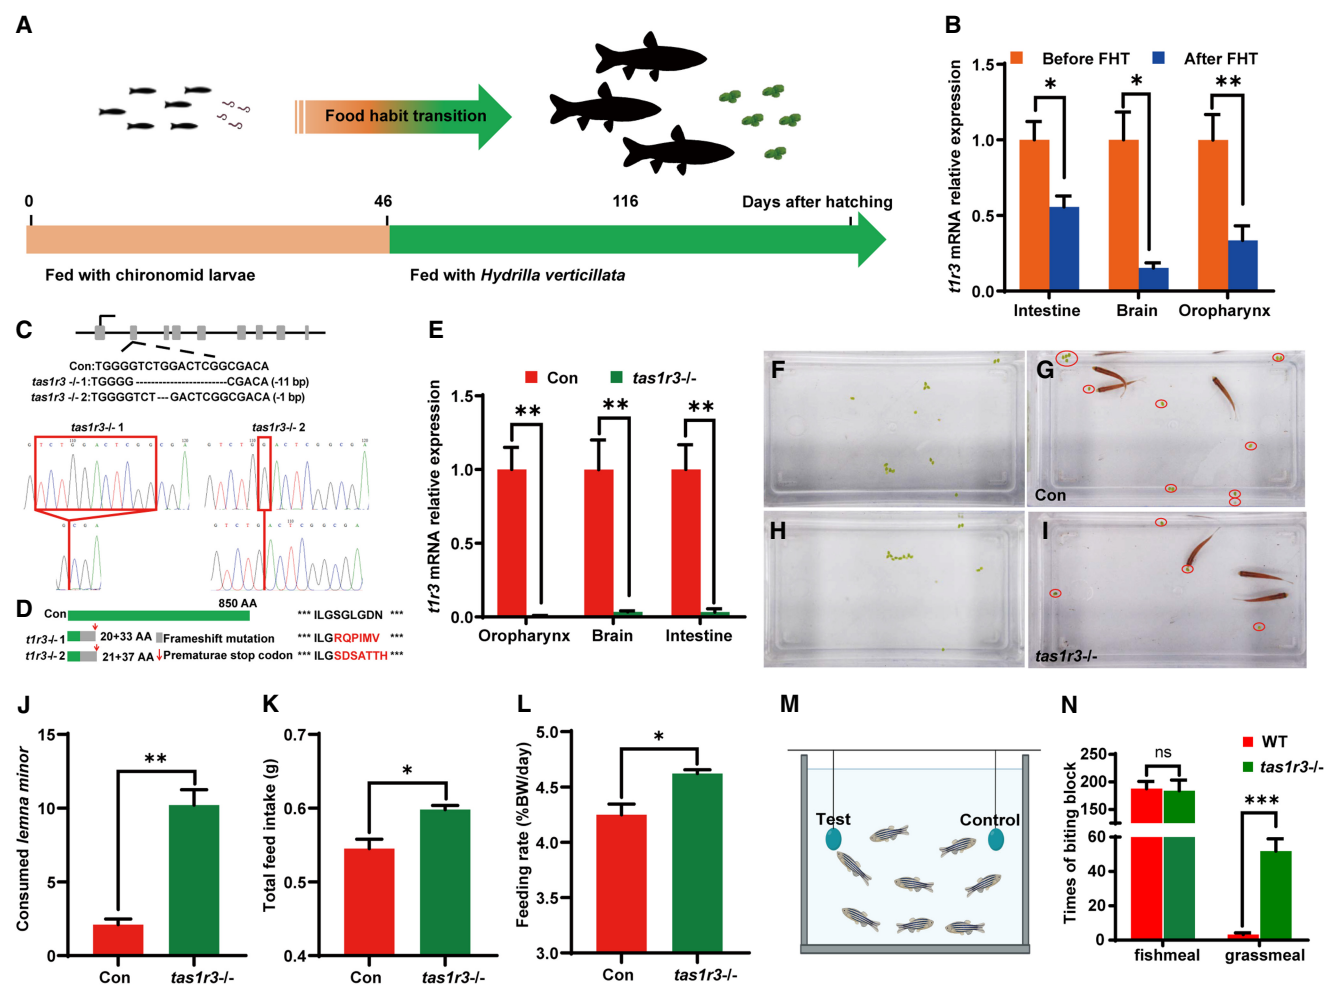 A
Food habit transition
0
46
116
Days after hatching
Fed with chironomid larvae
Fed with Hydrilla verticillata
B
Before FHT
After FHT
t1r3 mRNA relative expression
1.5
1.0
0.5
0.0
*
*
**
Intestine
Brain
Oropharynx
C
Con:TGGGGTCTGGACTCGGCGACA
tas1r3 -/-1:TGGGG -----------------------CGACA (-11 bp)
tas1r3 -/- 2:TGGGGTCT---GACTCGGCGACA (-1 bp)
tas1r3-/- 1
tas1r3-/- 2
G T C T G G A C T C G G C G A
G T C T G G A C T C G G C G A
G C G A
G T C T G A C T C G G C G A
D
850 AA
Con
*** ILGSGLGDN ***
t1r3-/- 1
20+33 AA
Frameshift mutation
*** ILGRQPIMV ***
t1r3-/- 2
21+37 AA
Prematurae stop codon
*** ILGSDSATTH ***
E
Con
tas1r3-/-
t1r3 mRNA relative expression
1.5
1.0
0.5
0.0
**
**
**
Oropharynx
Brain
Intestine
F
G
Con
H
I
tas1r3-/-
J
Consumed lemna minor
15
10
5
0
**
Con
tas1r3-/-
K
Total feed intake (g)
0.7
0.6
0.5
0.4
*
Con
tas1r3-/-
L
Feeding rate (%BW/day)
5.0
4.5
4.0
3.5
3.0
*
Con
tas1r3-/-
M
Test
Control
N
WT
tas1r3-/-
Times of biting block
250
200
150
60
40
20
0
ns
***
fishmeal
grassmeal